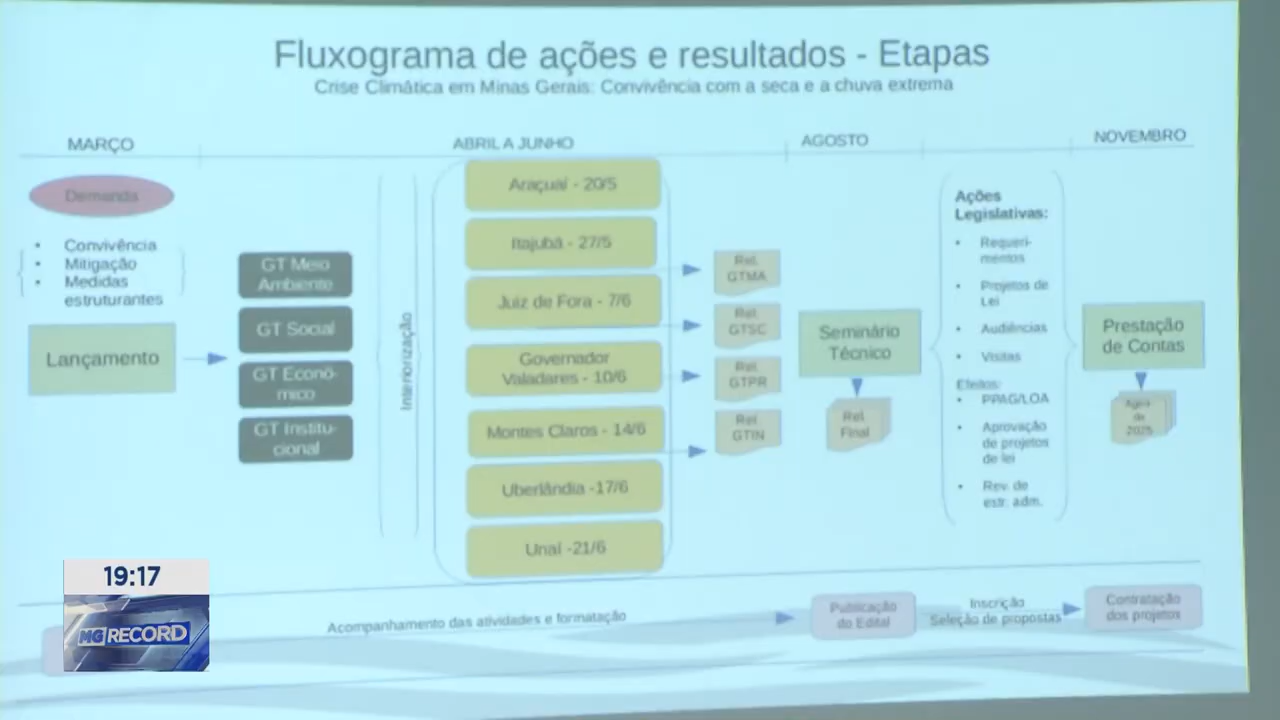 Fluxograma de ações e resultados - Etapas
Crise Climática em Minas Gerais: Convivência com a seca e a chuva extrema
MARÇO
ABRIL A JUNHO
AGOSTO
NOVEMBRO
Demanda
• Convivência
• Mitigação
• Medidas
estruturantes
Lançamento
GT Meio
Ambiente
GT Social
GT Econô-
mico
GT Institu-
cional
Interiorização
Araçuaí - 20/5
Itajubá - 27/5
Juiz de Fora - 7/6
Governador
Valadares - 10/6
Montes Claros - 14/6
Uberlândia -17/6
Unaí -21/6
Rel.
GTMA
Rel.
GTSC
Rel.
GTPR
Rel.
GTIN
Seminário
Técnico
Rel.
Final
Ações
Legislativas:
• Requeri-
mentos
• Projetos de
Lei
• Audiências
• Visitas
Efeitos:
• PPAG/LOA
• Aprovação
de projetos
de lei
• Rev. de
estr. adm.
Prestação
de Contas
de
2025
Acompanhamento das atividades e formatação
Publicação
do Edital
Inscrição
Seleção de propostas
Contratação
dos projetos
19:17
MG RECORD